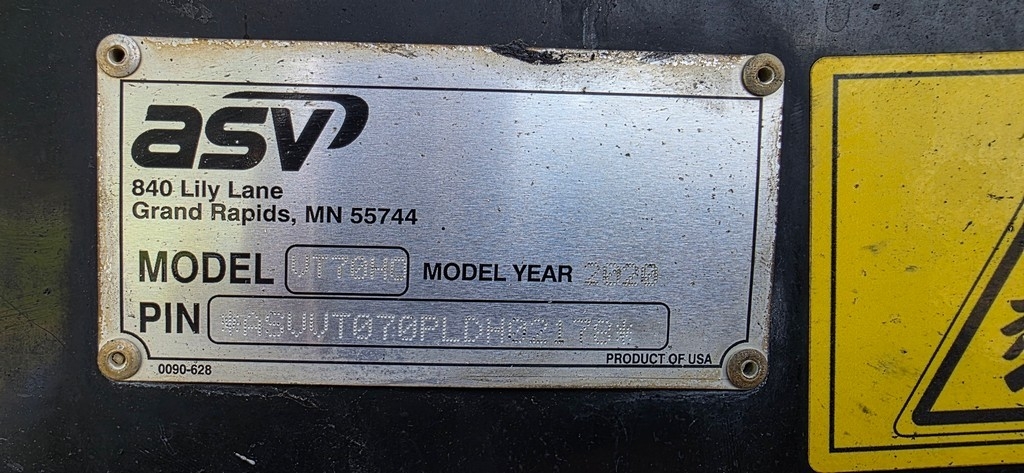 asv
840 Lily Lane
Grand Rapids, MN 55744
MODEL VT70HO MODEL YEAR 2020
PIN *ASVVT070PLDH02170*
PRODUCT OF USA
0090-628